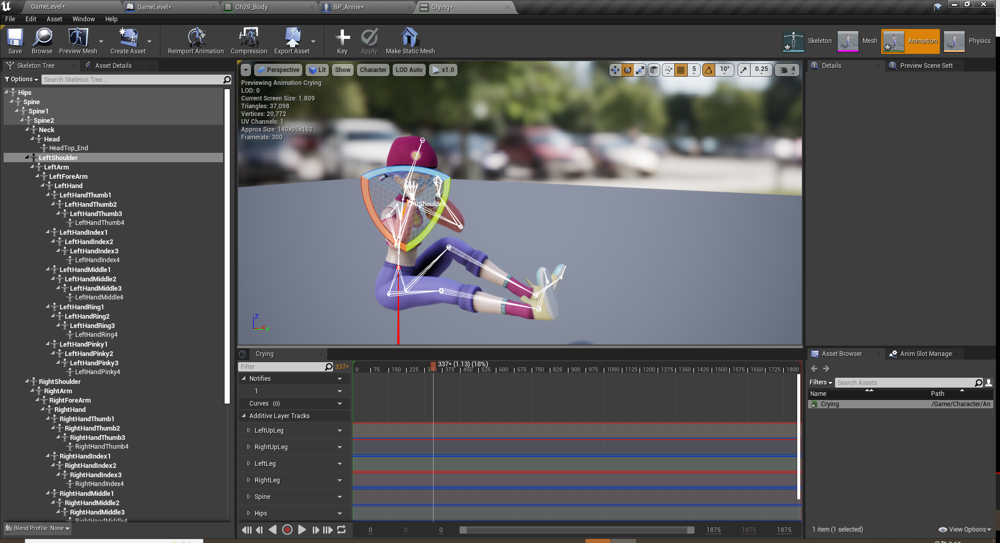 GameLevel*
GameLevel*
Ch29_Body
BP_Annie*
Crying*
File Edit Asset Window Help
Save
Browse
Preview Mesh
Create Asset
Reimport Animation
Compression
Export Asset
Key
Apply
Make Static Mesh
Skeleton
Mesh
Animation
Physics
Skeleton Tree
Asset Details
Options
Search Skeleton Tree...
Hips
Spine
Spine1
Spine2
Neck
Head
HeadTop_End
LeftShoulder
LeftArm
LeftForeArm
LeftHand
LeftHandThumb1
LeftHandThumb2
LeftHandThumb3
LeftHandThumb4
LeftHandIndex1
LeftHandIndex2
LeftHandIndex3
LeftHandIndex4
LeftHandMiddle1
LeftHandMiddle2
LeftHandMiddle3
LeftHandMiddle4
LeftHandRing1
LeftHandRing2
LeftHandRing3
LeftHandRing4
LeftHandPinky1
LeftHandPinky2
LeftHandPinky3
LeftHandPinky4
RightShoulder
RightArm
RightForeArm
RightHand
RightHandThumb1
RightHandThumb2
RightHandThumb3
RightHandThumb4
RightHandIndex1
RightHandIndex2
RightHandIndex3
RightHandIndex4
RightHandMiddle1
RightHandMiddle2
RightHandMiddle3
RightHandMiddle4
Blend Profile: None
Perspective Lit Show Character LOD Auto x1.0
5 10° 0.25 4
Previewing Animation Crying
LOD: 0
Current Screen Size: 1.809
Triangles: 37,098
Vertices: 20,772
UV Channels: 1
Approx Size: 140x95x162
Framerate: 300
LeftShoulder
Z
X Y
Crying
Filter
337*
337* (1.13) (18%)
0 75 150 225 375 450 525 600 675 750 825 900 975 1050 1125 1200 1275 1350 1425 1500 1575 1650 1725 1800
Notifies
1
Curves (0)
Additive Layer Tracks
LeftUpLeg
RightUpLeg
LeftLeg
RightLeg
Spine
Hips
0 0 0 1875 1875 1875
Details
Preview Scene Sett
Asset Browser
Anim Slot Manage
Filters
Search Assets
Name Path
Crying /Game/Character/An
1 item (1 selected)
View Options